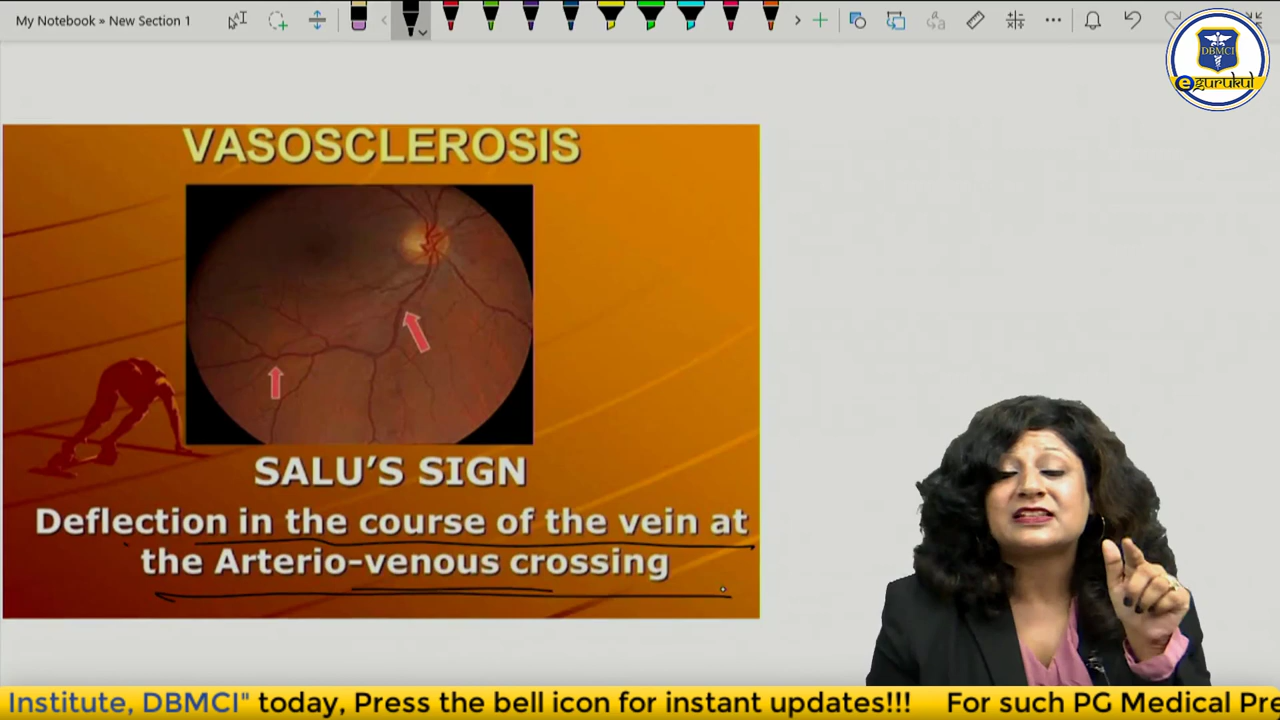 My Notebook » New Section 1
DBMCI
egurukul
VASOSCLEROSIS
SALU'S SIGN
Deflection in the course of the vein at
the Arterio-venous crossing
Institute, DBMCI" today, Press the bell icon for instant updates!!! For such PG Medical Pre